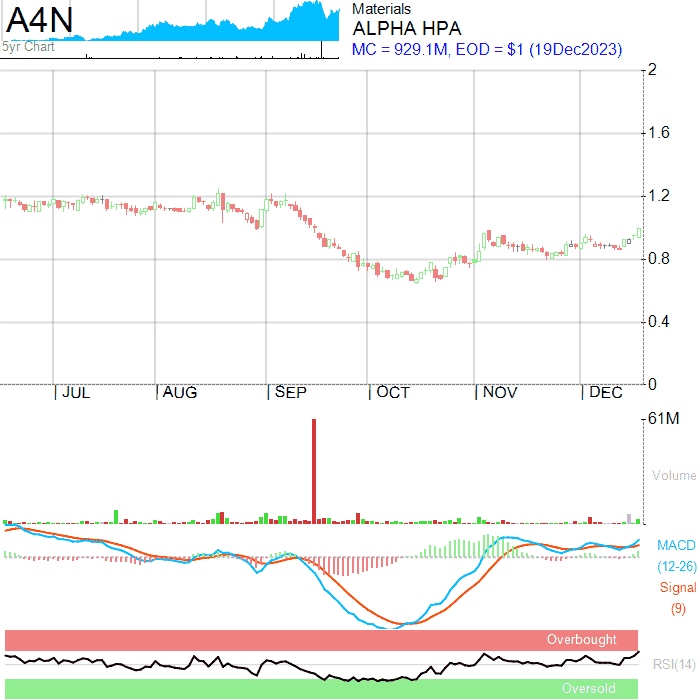 A4N
5yr Chart
Materials
ALPHA HPA
MC = 929.1M, EOD = $1 (19Dec2023)
2
1.6
1.2
0.8
0.4
0
| JUL | AUG | SEP | OCT | NOV | DEC
61M
Volume
MACD
(12-26)
Signal
(9)
Overbought
RSI(14)
Oversold